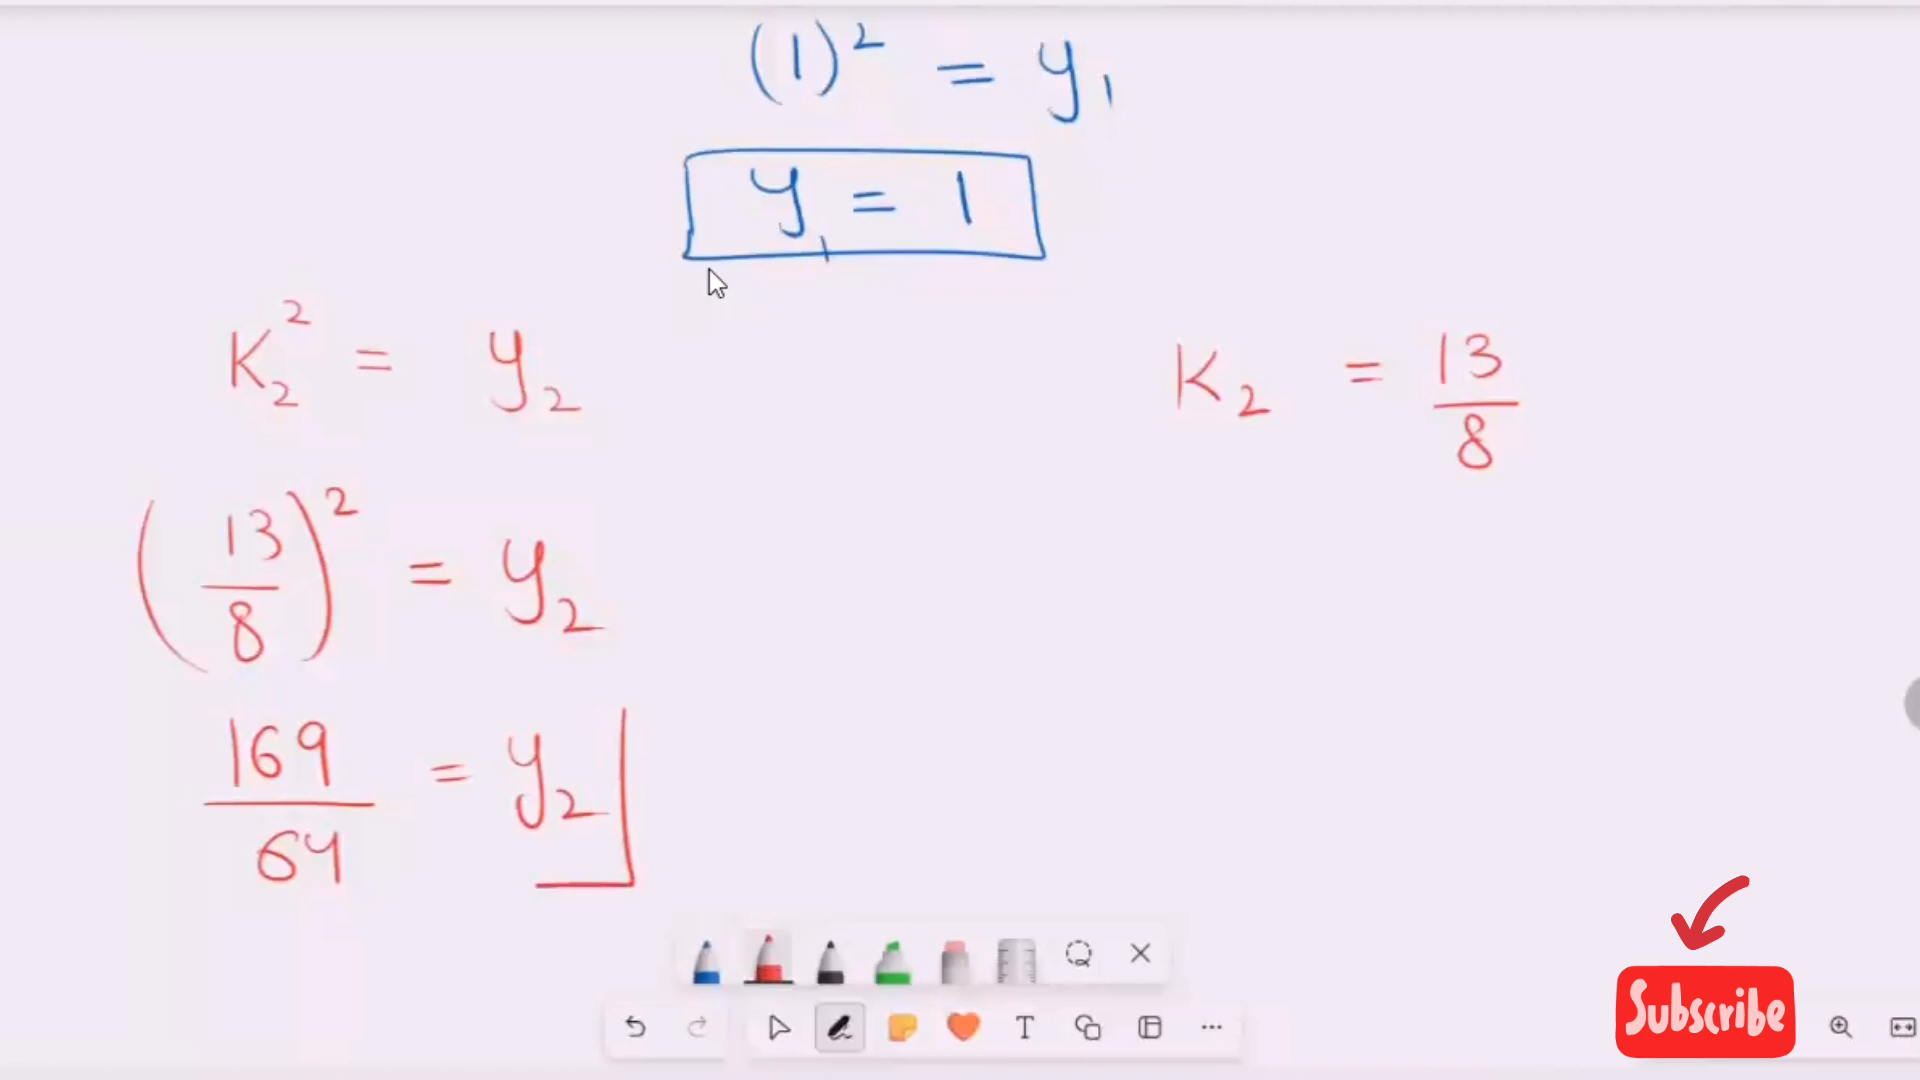 (1)² = y₁
y₁ = 1
K₂² = y₂
K₂ = 13/8
(13/8)² = y₂
169/64 = y₂
Subscribe